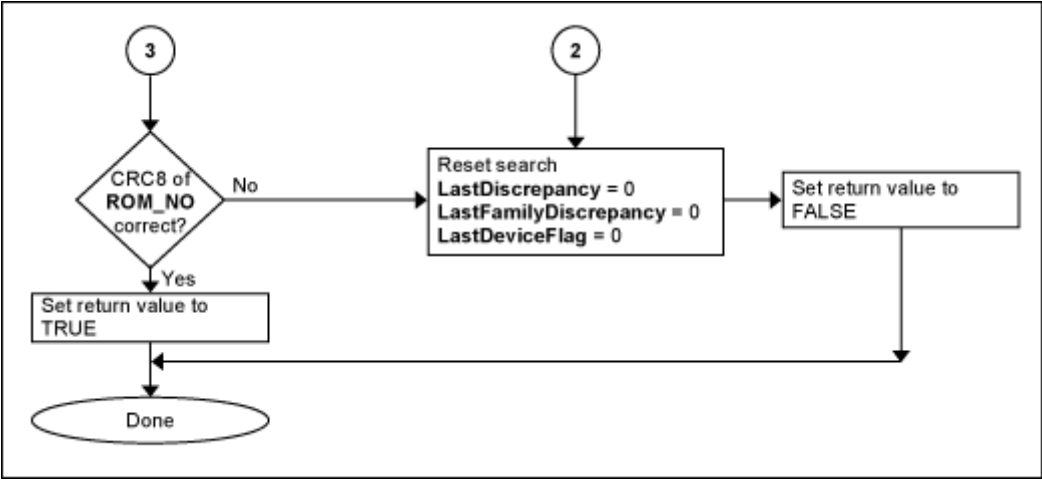 3
2
CRC8 of
ROM_NO
correct?
No
Reset search
LastDiscrepancy = 0
LastFamilyDiscrepancy = 0
LastDeviceFlag = 0
Set return value to
FALSE
Yes
Set return value to
TRUE
Done